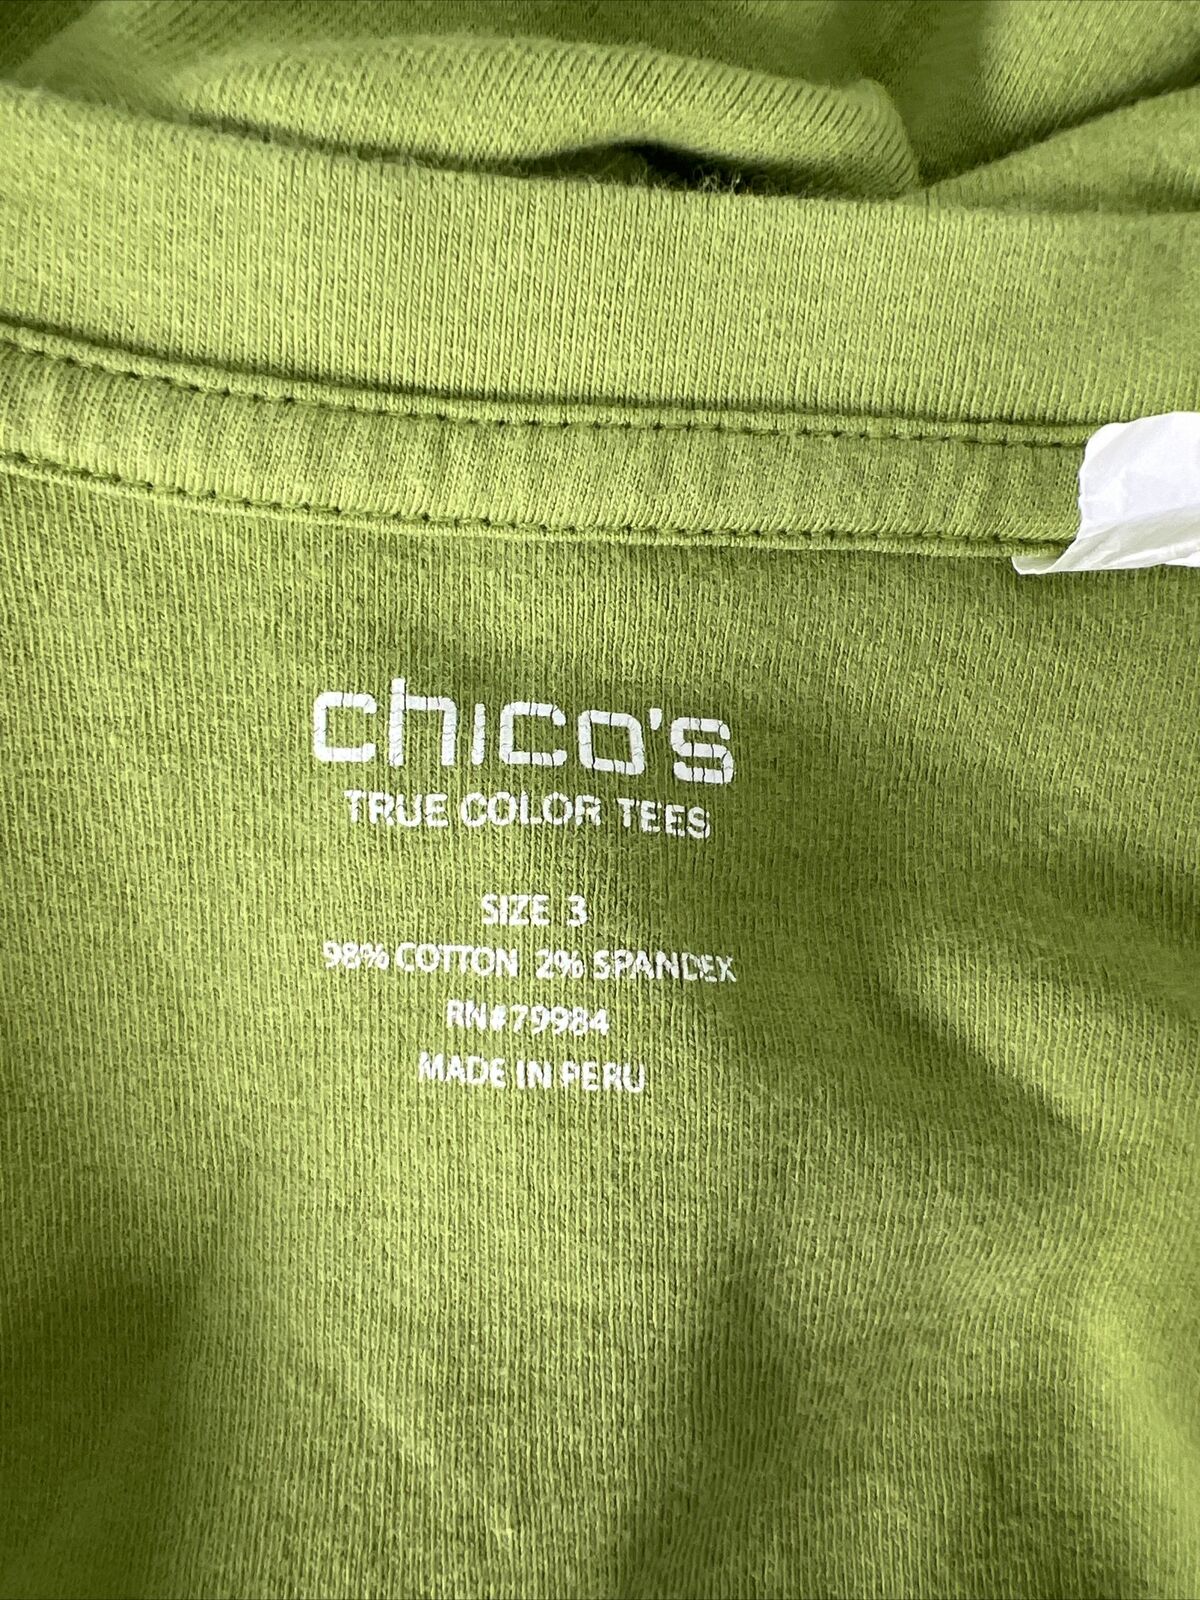 chico's
TRUE COLOR TEES
SIZE 3
98% COTTON 2% SPANDEX
RN#79984
MADE IN PERU